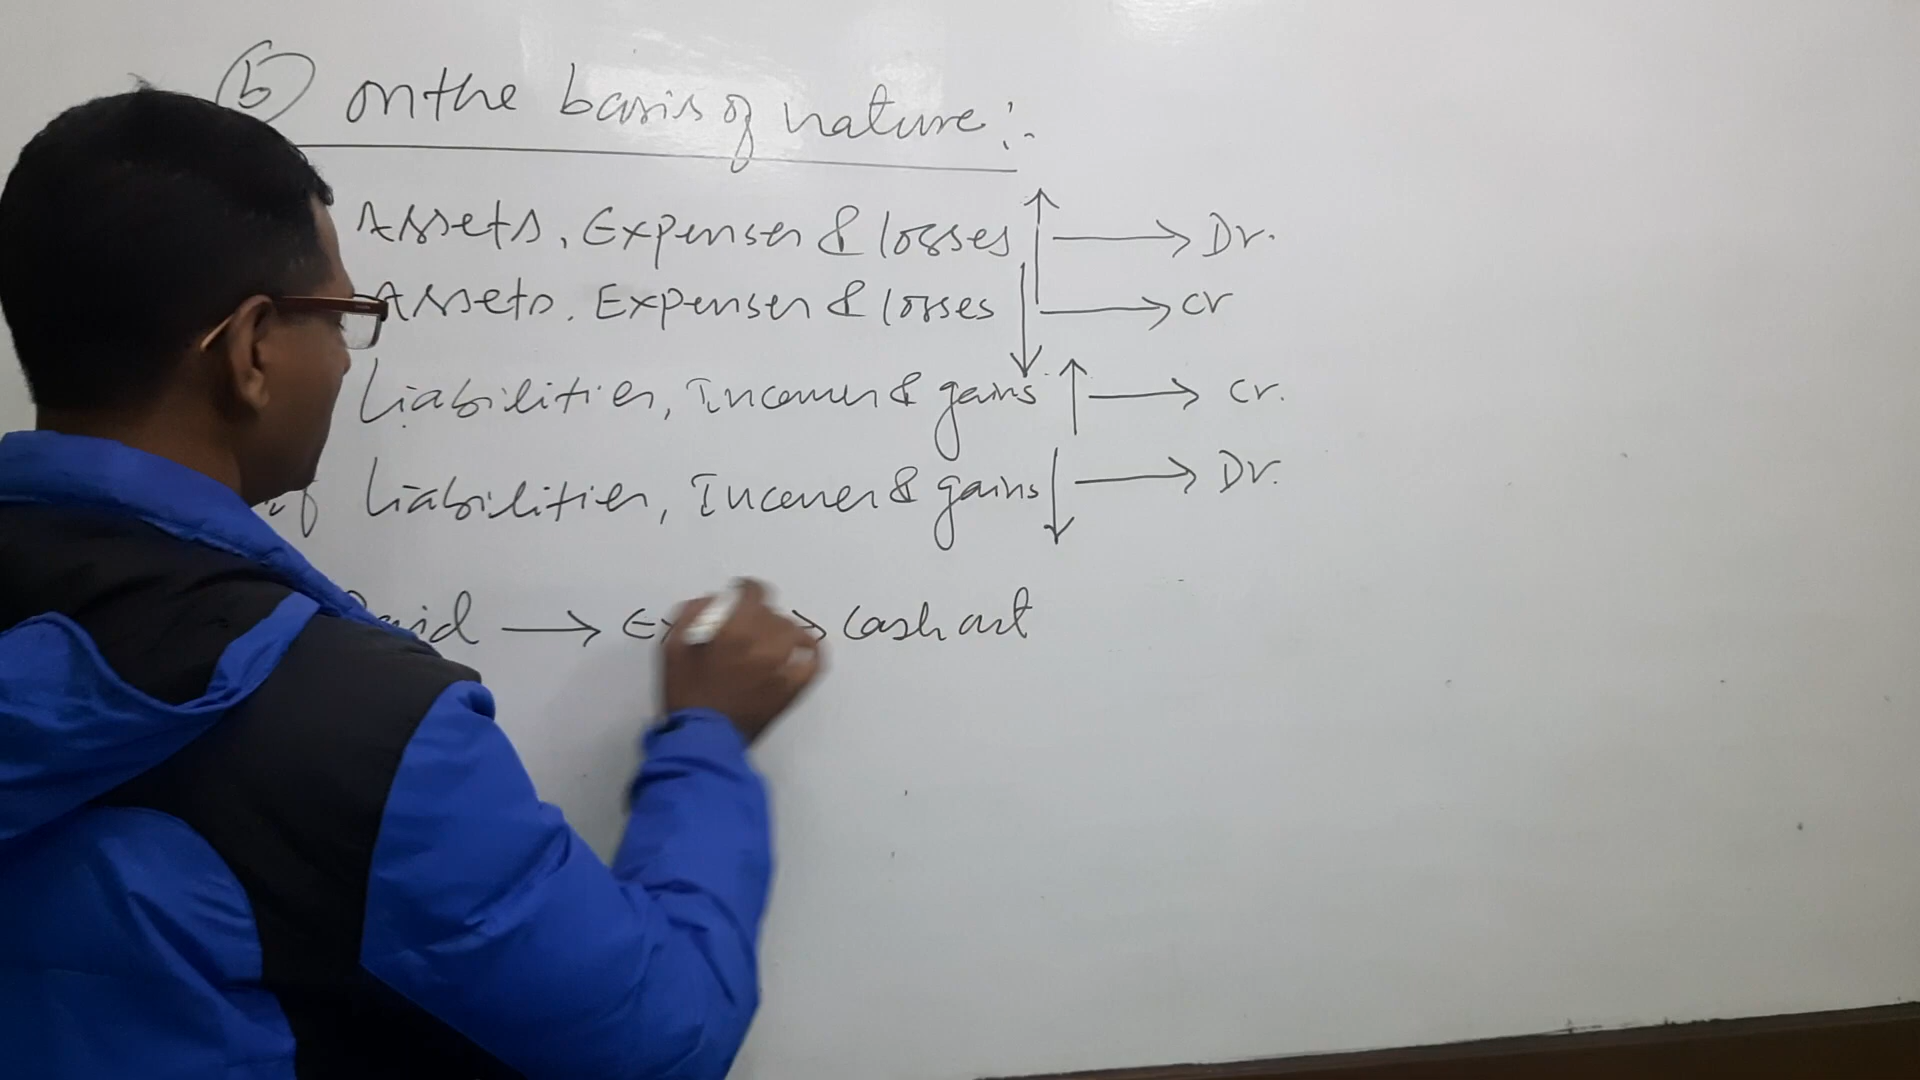 (b) on the basis of nature :-
Assets, Expenses & losses ↑ → Dr.
Assets, Expenses & losses ↓ → Cr
Liabilities, Incomes & gains ↑ → Cr.
if Liabilities, Incomes & gains ↓ → Dr.
Paid → → Cash